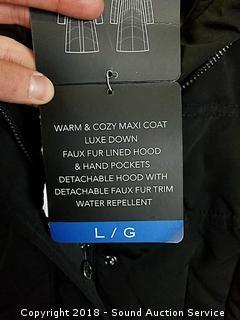 WARM & COZY MAXI COAT
LUXE DOWN
FAUX FUR LINED HOOD
& HAND POCKETS
DETACHABLE HOOD WITH
DETACHABLE FAUX FUR TRIM
WATER REPELLENT
L / G
Copyright 2018 - Sound Auction Service